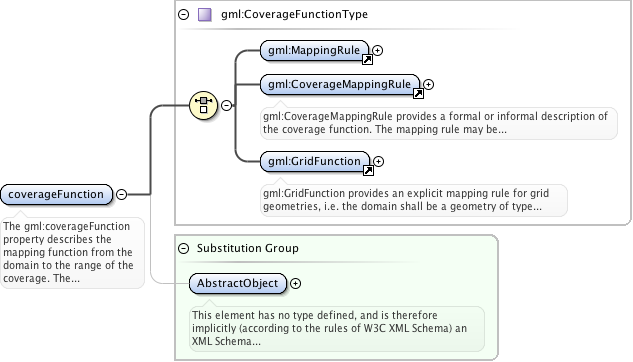 gml:CoverageFunctionType
gml:MappingRule
gml:CoverageMappingRule
gml:CoverageMappingRule provides a formal or informal description
of the coverage function. The mapping rule may be...
gml:GridFunction
gml:GridFunction provides an explicit mapping rule for grid
geometries, i.e. the domain shall be a geometry of type...
coverageFunction
The gml:coverageFunction
property describes the
mapping function from the
domain to the range of the
coverage. The...
Substitution Group
AbstractObject
This element has no type defined, and is therefore
implicitly (according to the rules of W3C XML Schema) an
XML Schema...